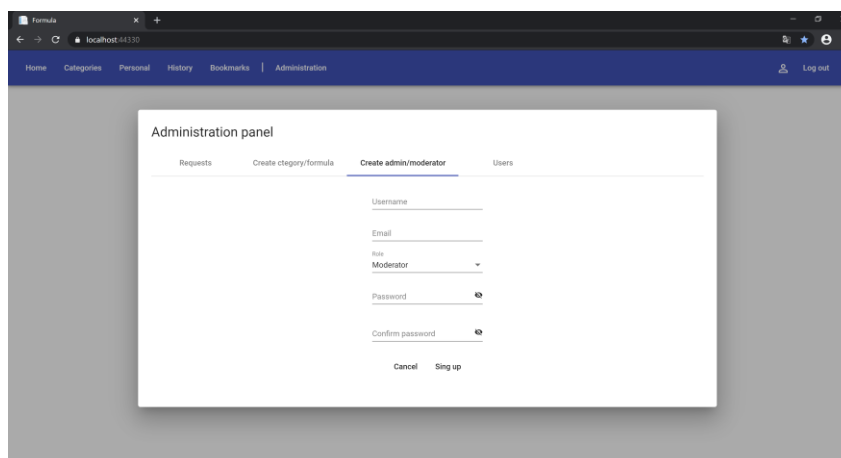 Formula
localhost:44330
Home Categories Personal History Bookmarks | Administration Log out
Administration panel
Requests Create ctegory/formula Create admin/moderator Users
Username
Email
Role
Moderator
Password
Confirm password
Cancel Sing up